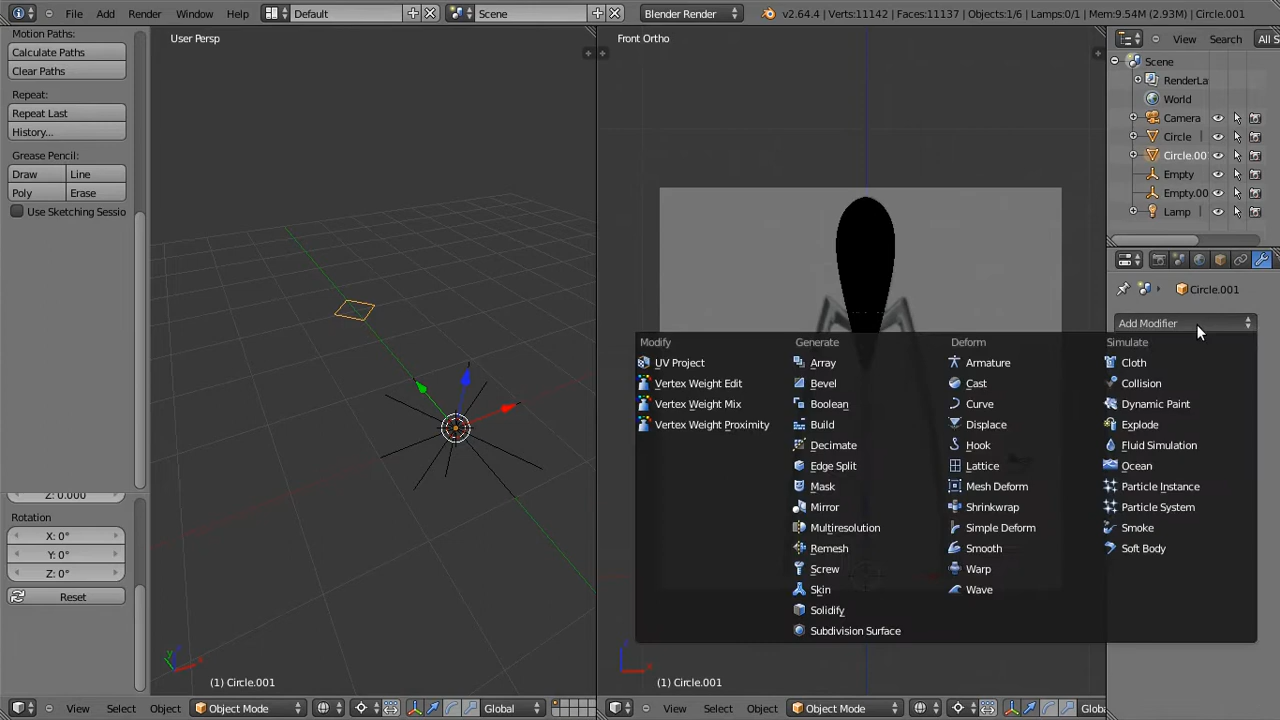 File Add Render Window Help Default Scene Blender Render v2.64.4 | Verts:11142 | Faces:11137 | Objects:1/6 | Lamps:0/1 | Mem:9.54M (2.93M) | Circle.001
Motion Paths:
Calculate Paths
Clear Paths
Repeat:
Repeat Last
History...
Grease Pencil:
Draw Line
Poly Erase
Use Sketching Sessio
Z: 0.000
Rotation
X: 0°
Y: 0°
Z: 0°
Reset
User Persp
(1) Circle.001
View Select Object Object Mode Global
Front Ortho
Modify
UV Project
Vertex Weight Edit
Vertex Weight Mix
Vertex Weight Proximity
Generate
Array
Bevel
Boolean
Build
Decimate
Edge Split
Mask
Mirror
Multiresolution
Remesh
Screw
Skin
Solidify
Subdivision Surface
Deform
Armature
Cast
Curve
Displace
Hook
Lattice
Mesh Deform
Shrinkwrap
Simple Deform
Smooth
Warp
Wave
Simulate
Cloth
Collision
Dynamic Paint
Explode
Fluid Simulation
Ocean
Particle Instance
Particle System
Smoke
Soft Body
(1) Circle.001
View Select Object Object Mode Globa
View Search All S
Scene
RenderLa
World
Camera
Circle
Circle.00
Empty
Empty.00
Lamp
Circle.001
Add Modifier